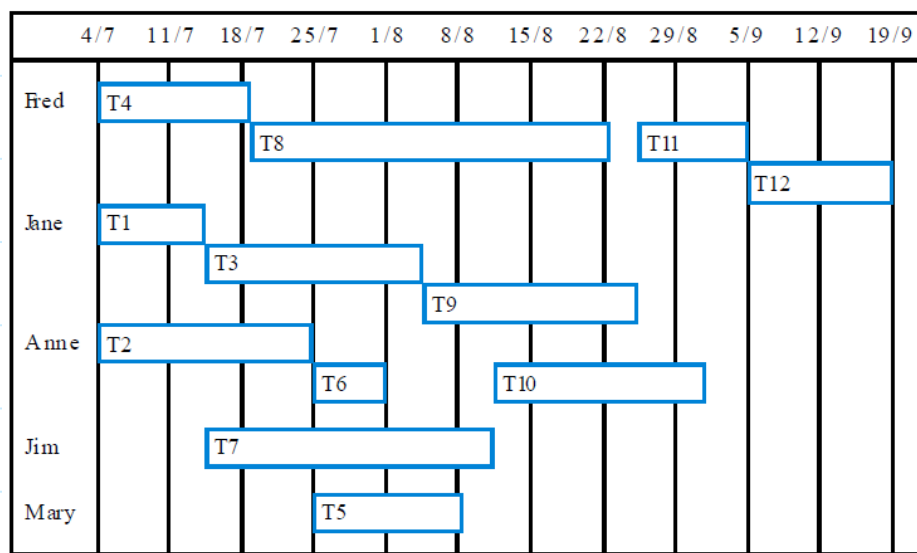 4/7 11/7 18/7 25/7 1/8 8/8 15/8 22/8 29/8 5/9 12/9 19/9
Fred T4
T8 T11
T12
Jane T1
T3
T9
Anne T2
T6 T10
Jim T7
Mary T5